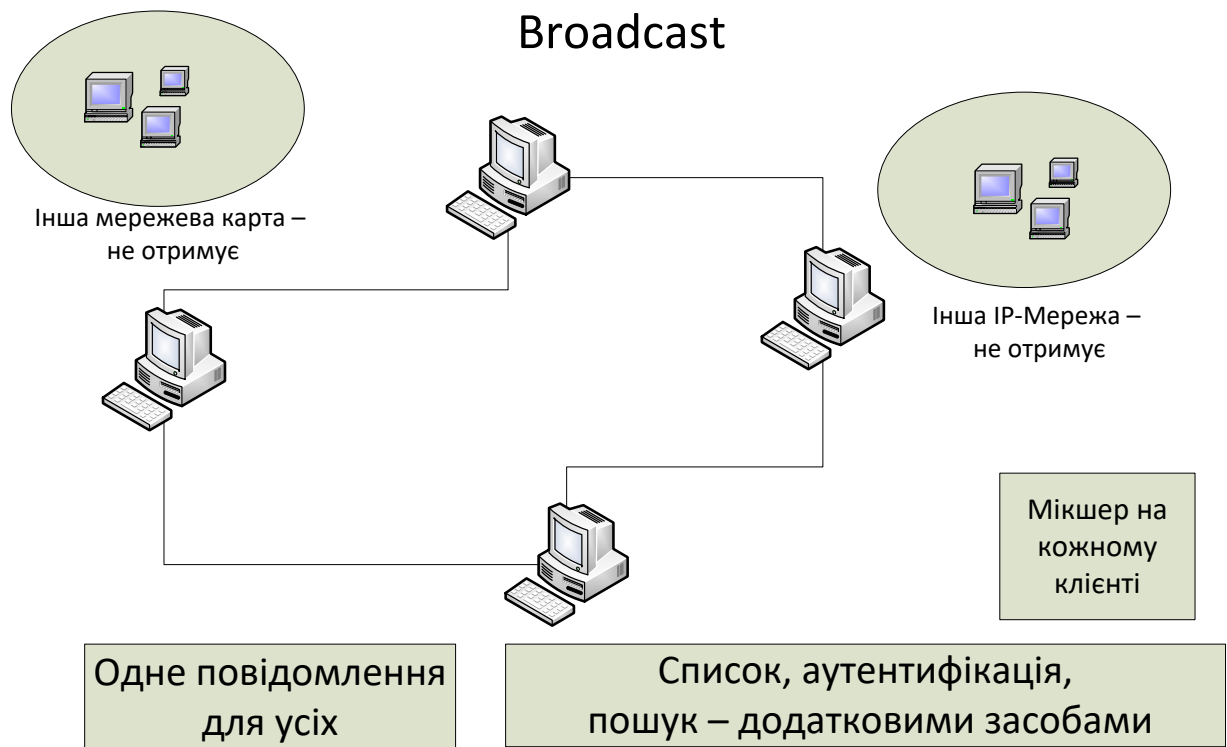 Broadcast
Інша мережева карта –
не отримує
Інша IP-Мережа –
не отримує
Мікшер на
кожному
клієнті
Одне повідомлення
для усіх
Список, аутентифікація,
пошук – додатковими засобами